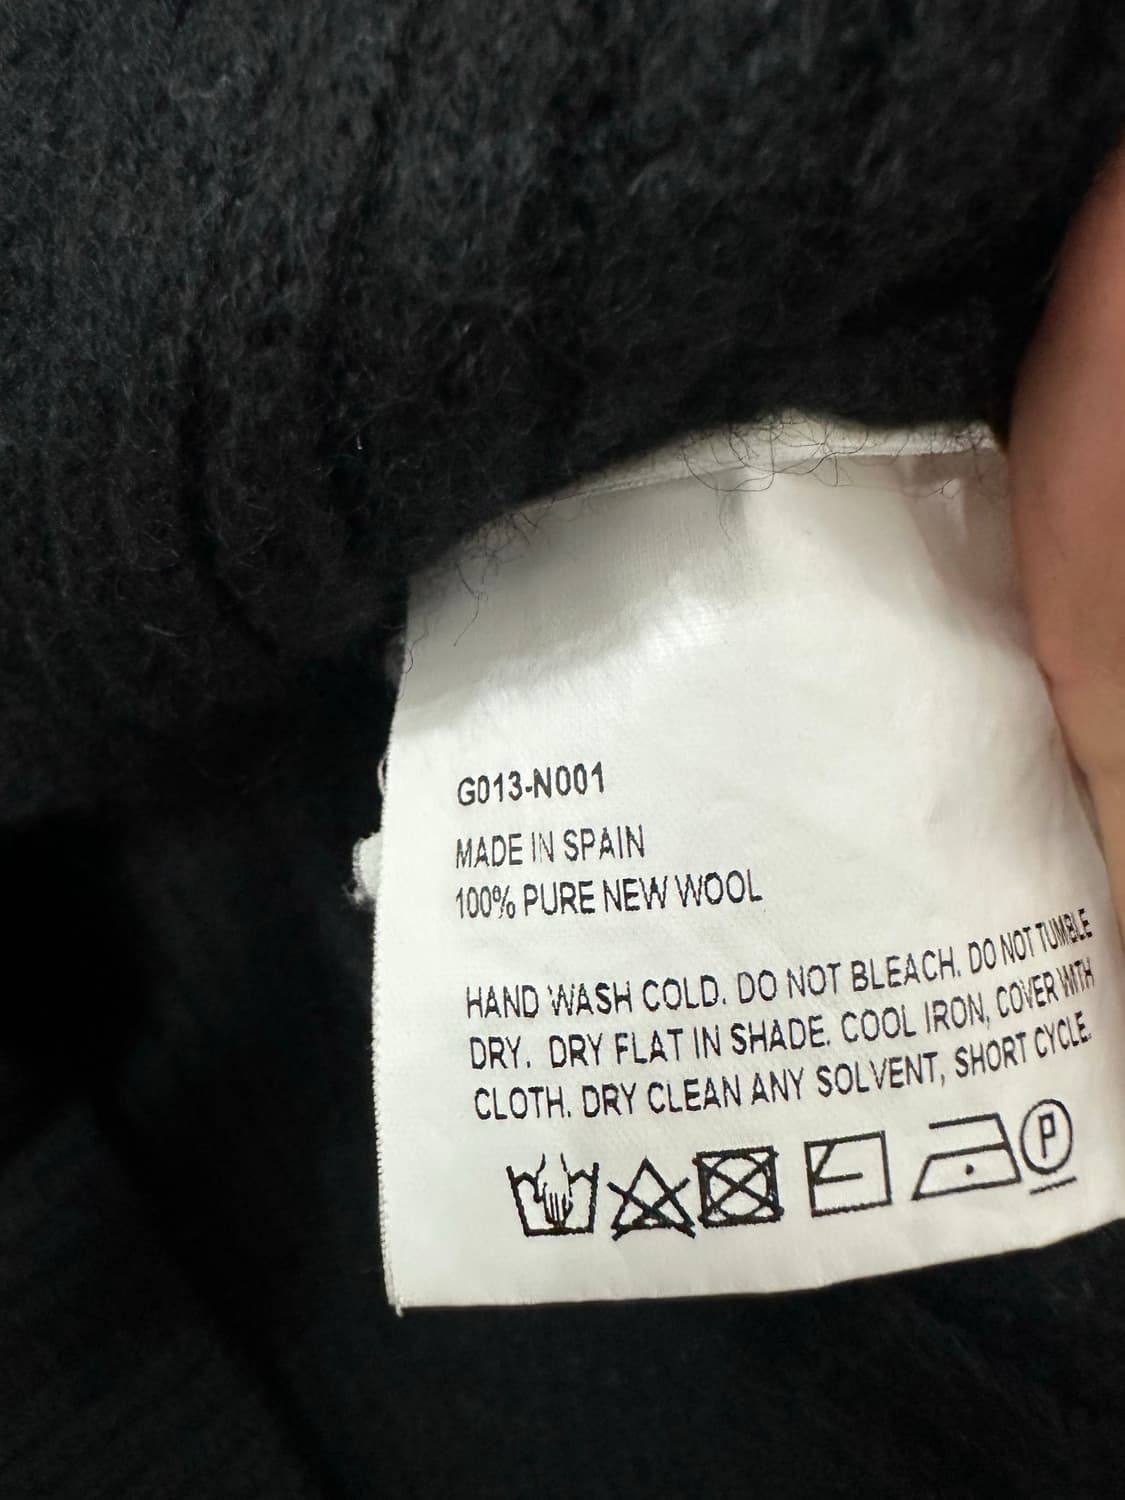 G013-N001
MADE IN SPAIN
100% PURE NEW WOOL
HAND WASH COLD. DO NOT BLEACH. DO NOT TUMBLE
DRY. DRY FLAT IN SHADE. COOL IRON, COVER WITH
CLOTH. DRY CLEAN ANY SOLVENT, SHORT CYCLE.
P